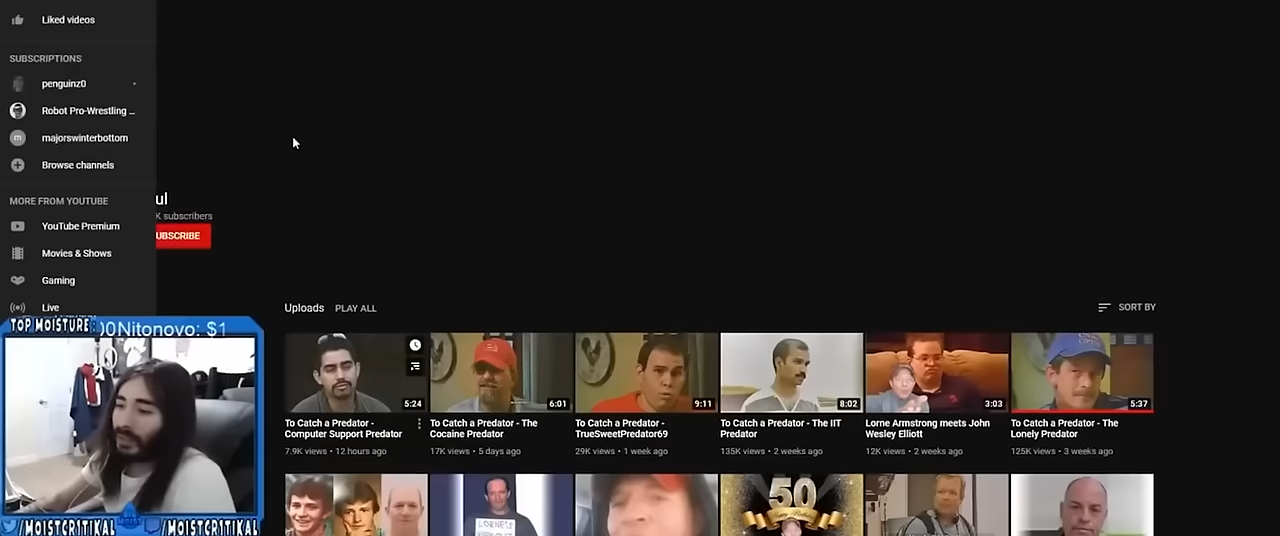 Liked videos
SUBSCRIPTIONS
penguinz0
Robot Pro-Wrestling ...
m
majorswinterbottom
Browse channels
MORE FROM YOUTUBE
YouTube Premium
Movies & Shows
Gaming
Live
ul
K subscribers
UBSCRIBE
Uploads PLAY ALL SORT BY
5:24 6:01 9:11 8:02 3:03 5:37
To Catch a Predator -
Computer Support Predator
7.9K views • 12 hours ago
To Catch a Predator - The
Cocaine Predator
17K views • 5 days ago
To Catch a Predator -
TrueSweetPredator69
29K views • 1 week ago
To Catch a Predator - The IIT
Predator
135K views • 2 weeks ago
Lorne Armstrong meets John
Wesley Elliott
12K views • 2 weeks ago
To Catch a Predator - The
Lonely Predator
125K views • 3 weeks ago
50
TOP MOISTURE:
00Nitonovo: $1
/MOISTCR1TIKAL /MOISTCR1TIKAL